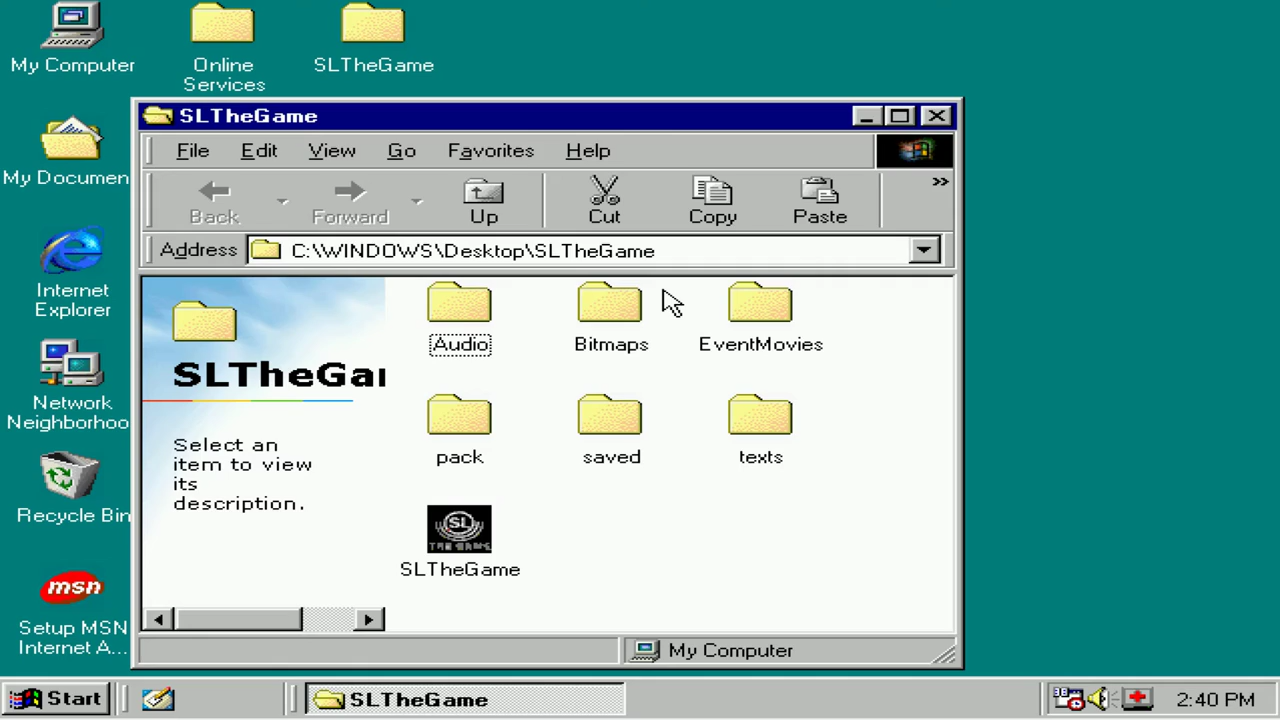 My Computer
Online
Services
SLTheGame
My Documen
Internet
Explorer
Network
Neighborhoo
Recycle Bin
msn
Setup MSN
Internet A...
SLTheGame
File Edit View Go Favorites Help
Back Forward Up Cut Copy Paste »
Address C:\WINDOWS\Desktop\SLTheGame
SLTheGa
Select an
item to view
its
description.
Audio Bitmaps EventMovies
pack saved texts
SL
THE GAME
SLTheGame
My Computer
Start SLTheGame 2:40 PM